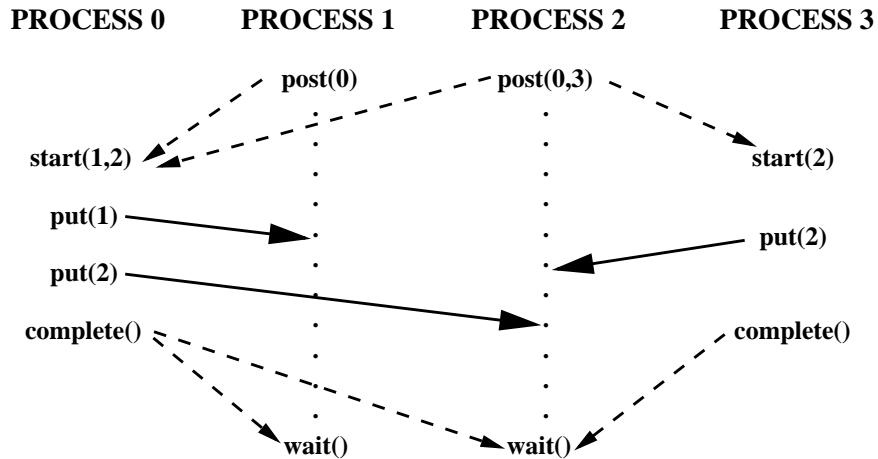 PROCESS 0 PROCESS 1 PROCESS 2 PROCESS 3
post(0) post(0,3)
start(1,2) start(2)
put(1)
put(2)
put(2)
complete() complete()
wait() wait()